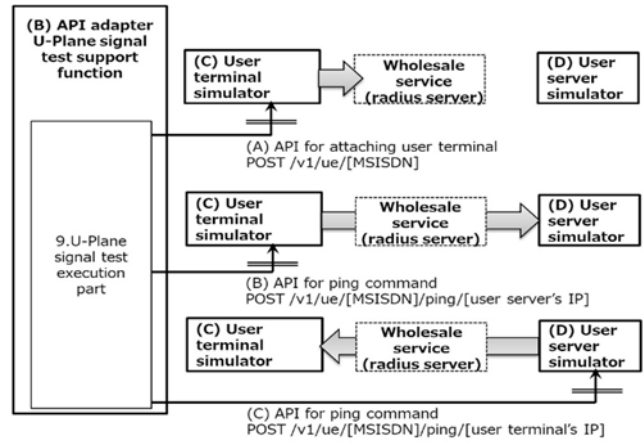 (B) API adapter
U-Plane signal
test support
function
9.U-Plane
signal test
execution
part
(C) User
terminal
simulator
Wholesale
service
(radius server)
(D) User
server
simulator
(A) API for attaching user terminal
POST /v1/ue/[MSISDN]
(C) User
terminal
simulator
Wholesale
service
(radius server)
(D) User
server
simulator
(B) API for ping command
POST /v1/ue/[MSISDN]/ping/[user server's IP]
(C) User
terminal
simulator
Wholesale
service
(radius server)
(D) User
server
simulator
(C) API for ping command
POST /v1/ue/[MSISDN]/ping/[user terminal's IP]